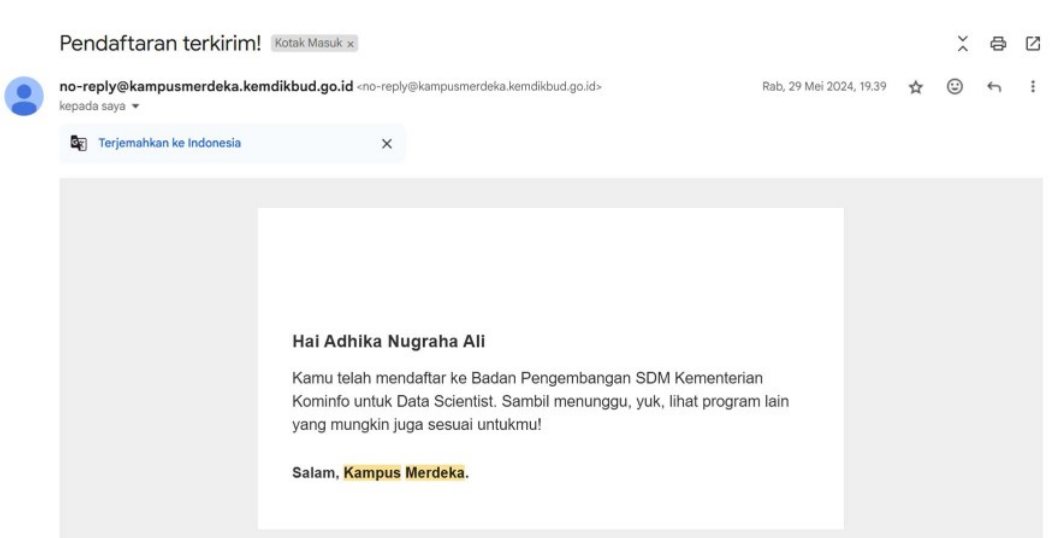 Pendaftaran terkirim! Kotak Masuk x
no-reply@kampusmerdeka.kemdikbud.go.id <no-reply@kampusmerdeka.kemdikbud.go.id> Rab, 29 Mei 2024, 19.39
kepada saya
Terjemahkan ke Indonesia
Hai Adhika Nugraha Ali
Kamu telah mendaftar ke Badan Pengembangan SDM Kementerian
Kominfo untuk Data Scientist. Sambil menunggu, yuk, lihat program lain
yang mungkin juga sesuai untukmu!
Salam, Kampus Merdeka.